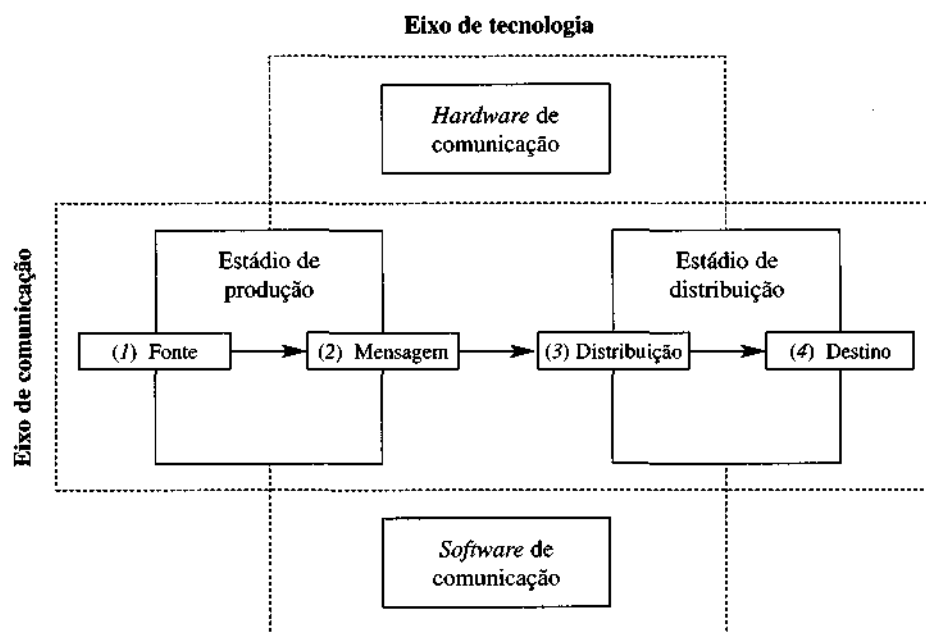 Eixo de tecnologia
Hardware de
comunicação
Eixo de comunicação
Estádio de
produção
Estádio de
distribuição
(1) Fonte
(2) Mensagem
(3) Distribuição
(4) Destino
Software de
comunicação